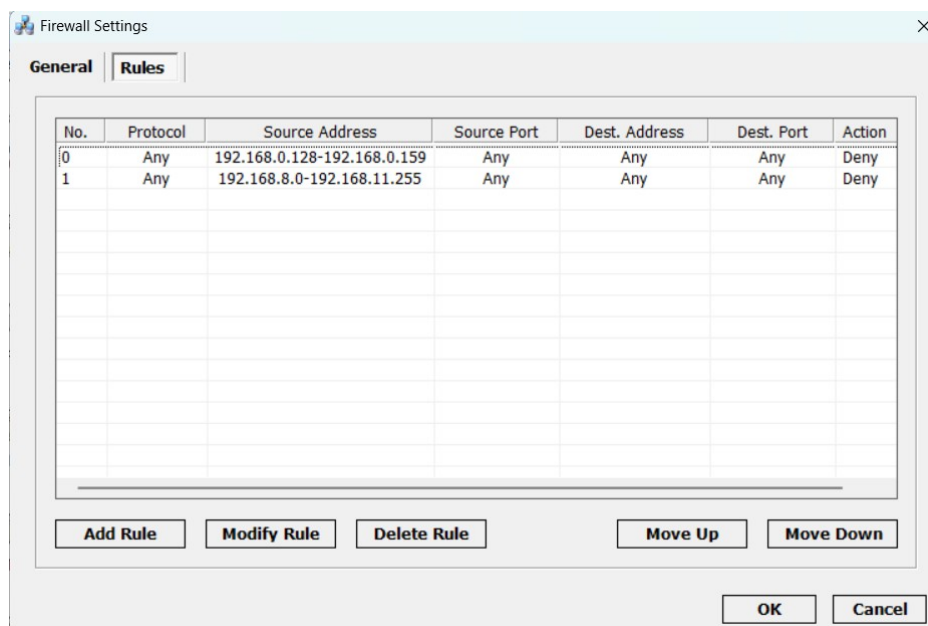 Firewall Settings
General Rules
No. Protocol Source Address Source Port Dest. Address Dest. Port Action
0 Any 192.168.0.128-192.168.0.159 Any Any Any Deny
1 Any 192.168.8.0-192.168.11.255 Any Any Any Deny
Add Rule Modify Rule Delete Rule Move Up Move Down
OK Cancel